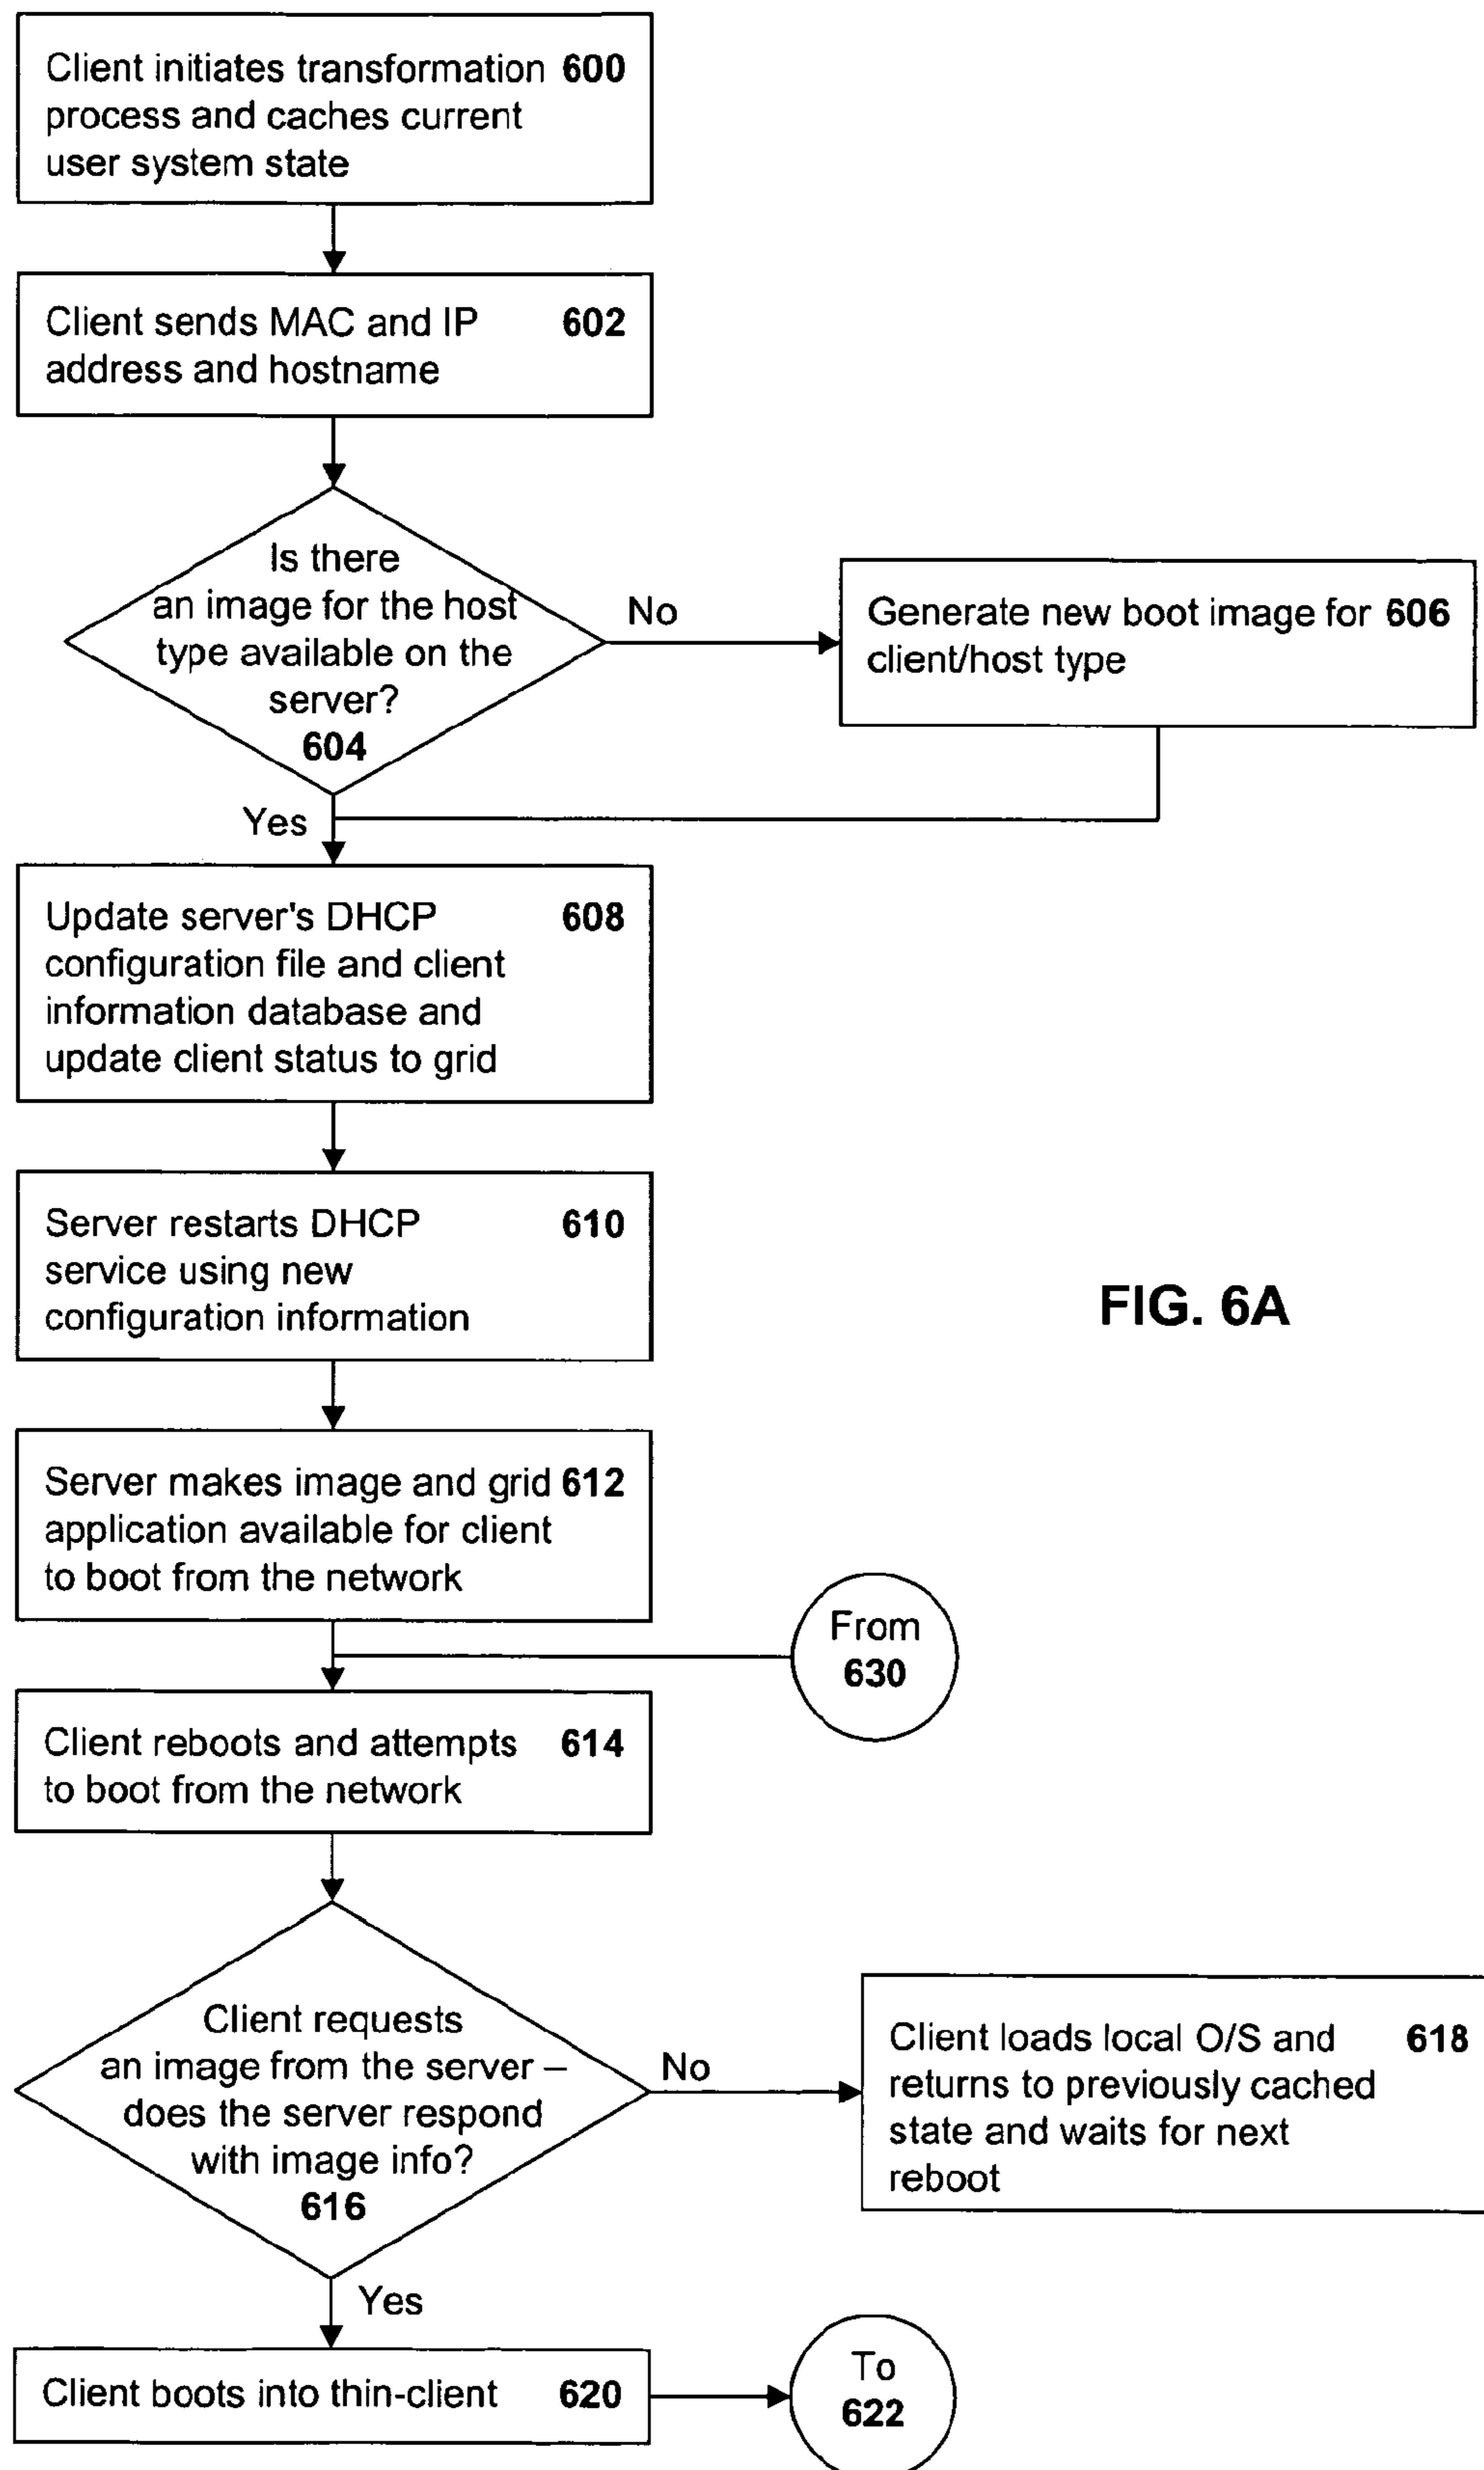 Client initiates transformation 600
process and caches current
user system state
Client sends MAC and IP 602
address and hostname
Is there
an image for the host
type available on the
server?
604
No
Generate new boot image for 606
client/host type
Yes
Update server's DHCP 608
configuration file and client
information database and
update client status to grid
Server restarts DHCP 610
service using new
configuration information
FIG. 6A
Server makes image and grid 612
application available for client
to boot from the network
From
630
Client reboots and attempts 614
to boot from the network
Client requests
an image from the server –
does the server respond
with image info?
616
No
Client loads local O/S and 618
returns to previously cached
state and waits for next
reboot
Yes
Client boots into thin-client 620
To
622